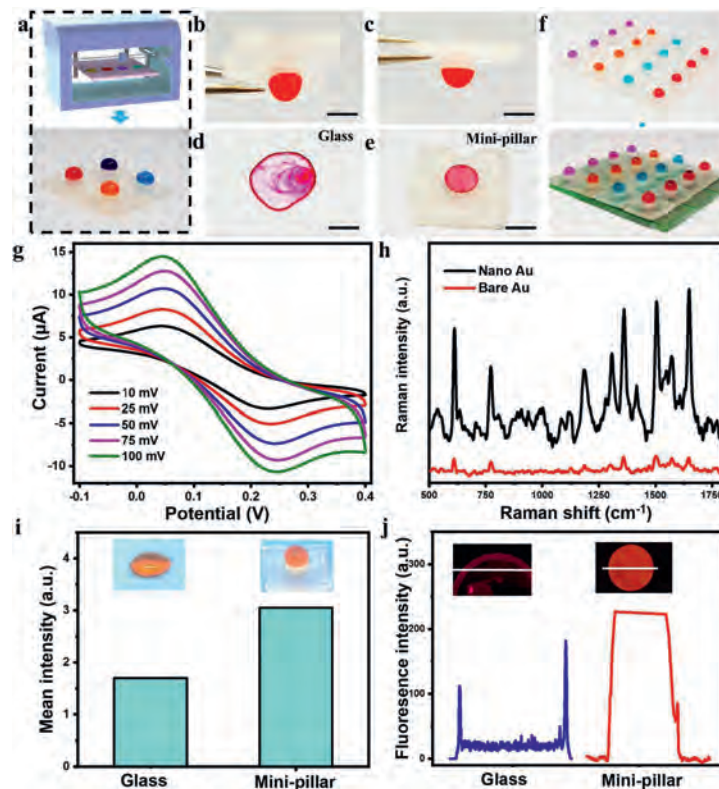 a
b
c
f
d
Glass
e
Mini-pillar
g
15
10
5
0
-5
-10
Current (µA)
10 mV
25 mV
50 mV
75 mV
100 mV
-0.1
0.0
0.1
0.2
0.3
0.4
Potential (V)
h
Raman intensity (a.u.)
Nano Au
Bare Au
500
750
1000
1250
1500
1750
Raman shift (cm⁻¹)
i
4
3
2
1
0
Mean intensity (a.u.)
Glass
Mini-pillar
j
300
200
100
0
Fluoresence intensity (a.u.)
Glass
Mini-pillar